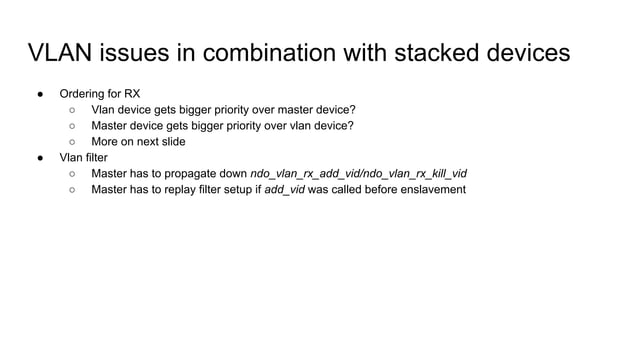 VLAN issues in combination with stacked devices
● Ordering for RX
○ Vlan device gets bigger priority over master device?
○ Master device gets bigger priority over vlan device?
○ More on next slide
● Vlan filter
○ Master has to propagate down ndo_vlan_rx_add_vid/ndo_vlan_rx_kill_vid
○ Master has to replay filter setup if add_vid was called before enslavement